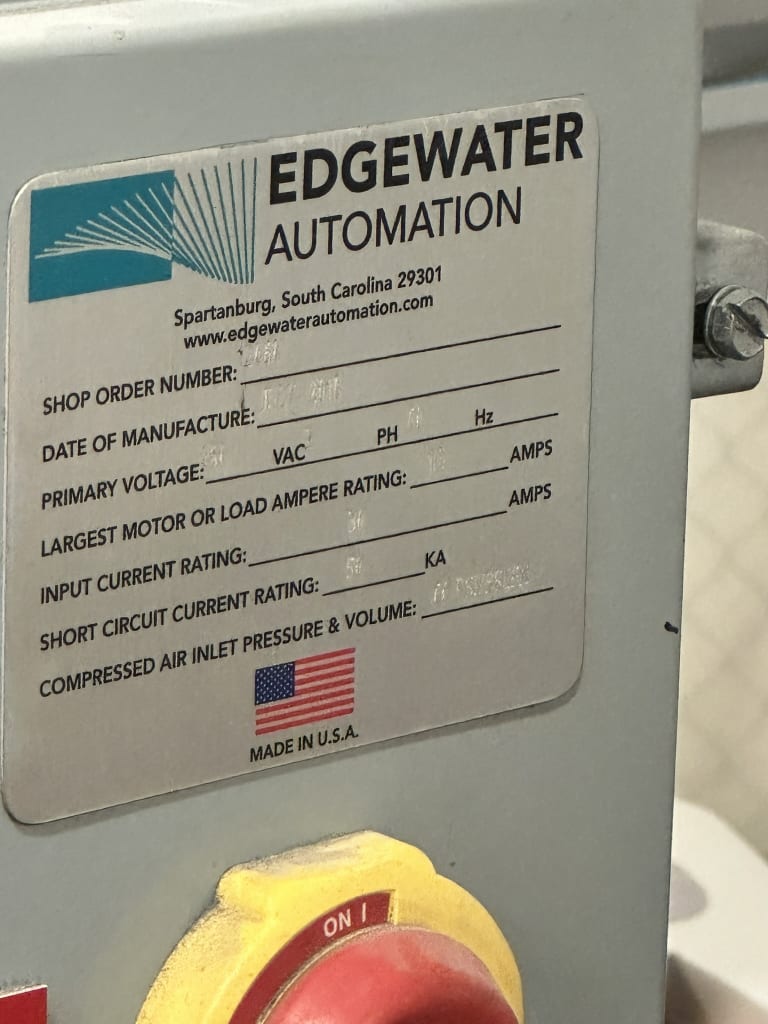 EDGEWATER
AUTOMATION
Spartanburg, South Carolina 29301
www.edgewaterautomation.com
SHOP ORDER NUMBER:
DATE OF MANUFACTURE:
PRIMARY VOLTAGE: VAC PH Hz
LARGEST MOTOR OR LOAD AMPERE RATING: AMPS
INPUT CURRENT RATING: AMPS
SHORT CIRCUIT CURRENT RATING: KA
COMPRESSED AIR INLET PRESSURE & VOLUME:
MADE IN U.S.A.
ON I